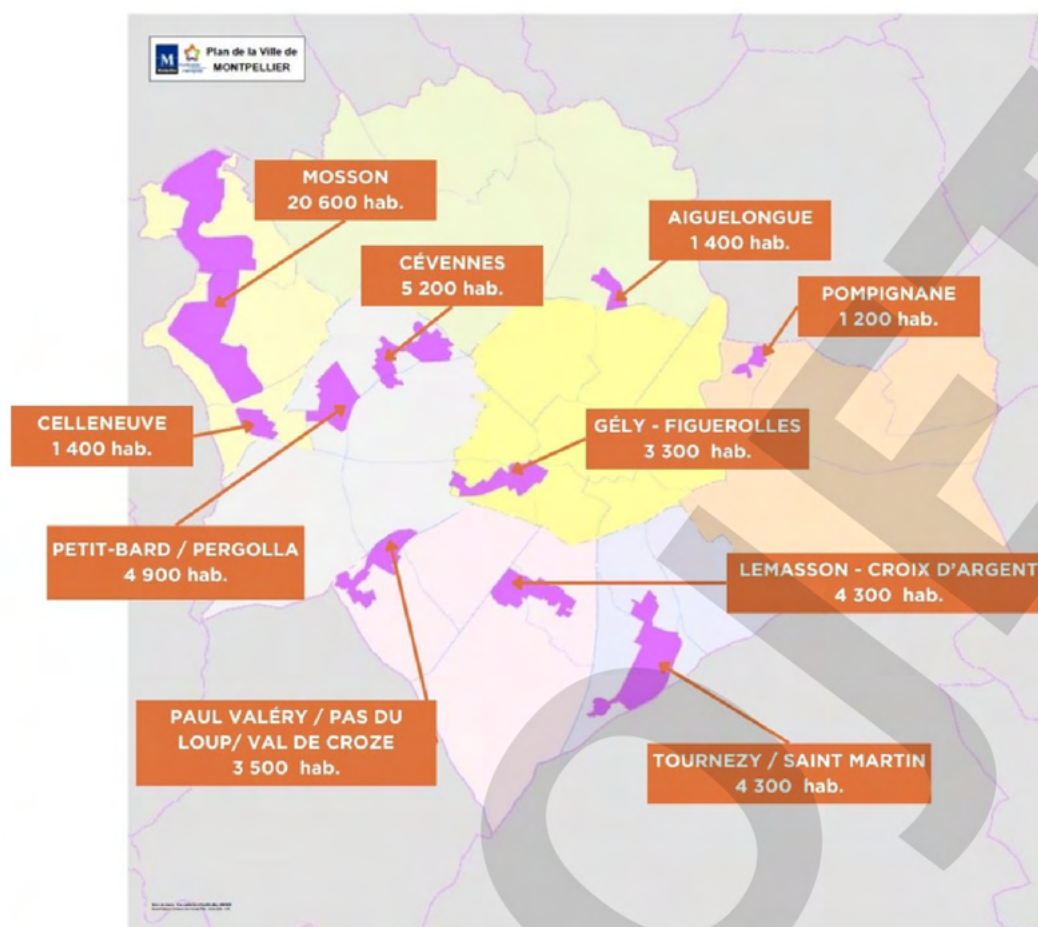 M
Plan de la Ville de
MONTPELLIER
MOSSON
20 600 hab.
AIGUELONGUE
1 400 hab.
CÉVENNES
5 200 hab.
POMPIGNANE
1 200 hab.
CELLENEUVE
1 400 hab.
GÉLY - FIGUEROLLES
3 300 hab.
PETIT-BARD / PERGOLLA
4 900 hab.
LEMASSON - CROIX D'ARGENT
4 300 hab.
PAUL VALÉRY / PAS DU
LOUP/ VAL DE CROZE
3 500 hab.
TOURNEZY / SAINT MARTIN
4 300 hab.